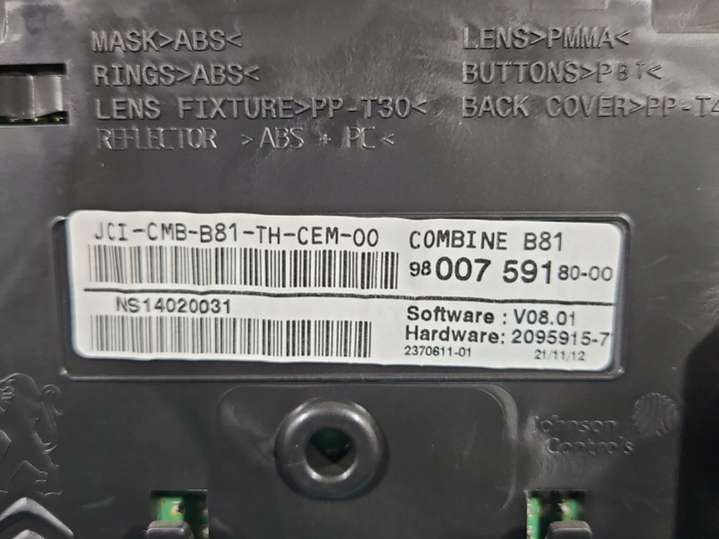 MASK>ABS<
LENS>PMMA<
RINGS>ABS<
BUTTONS>PBT<
LENS FIXTURE>PP-T30<
BACK COVER>PP-T4
REFLECTOR >ABS + PC<
JCI-CMB-B81-TH-CEM-00
COMBINE B81
98 007 591 80-00
NS14020031
Software : V08.01
Hardware: 2095915-7
2370611-01
21/11/12
Johnson
Controls